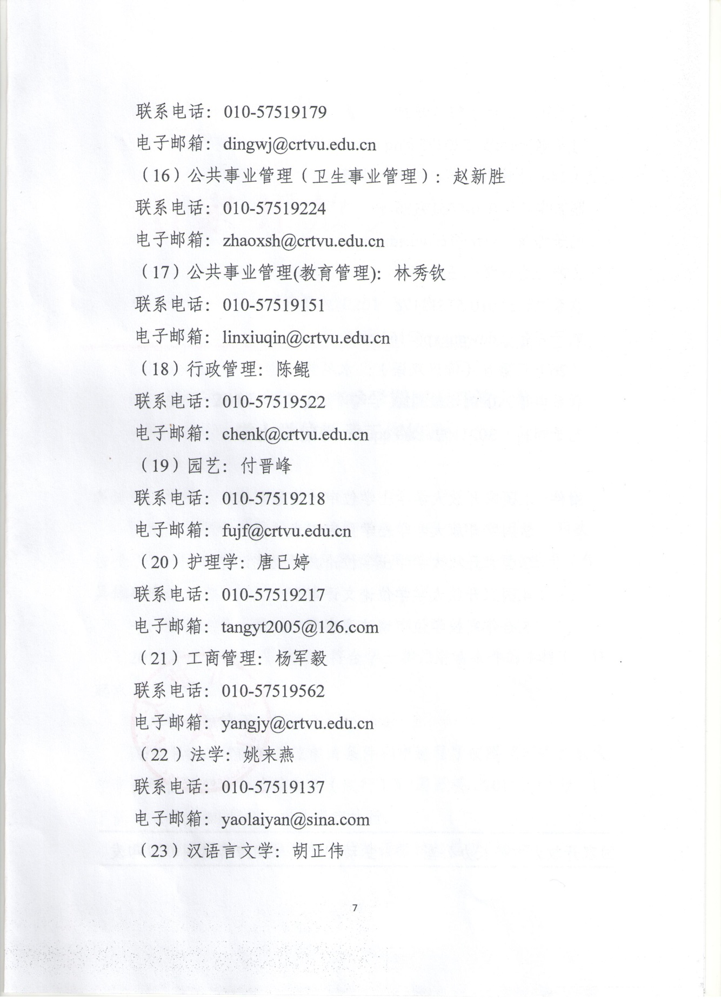 联系电话：010-57519179
电子邮箱：dingwj@crtvu.edu.cn
（16）公共事业管理（卫生事业管理）：赵新胜
联系电话：010-57519224
电子邮箱：zhaoxsh@crtvu.edu.cn
（17）公共事业管理(教育管理)：林秀钦
联系电话：010-57519151
电子邮箱：linxiuqin@crtvu.edu.cn
（18）行政管理：陈鲲
联系电话：010-57519522
电子邮箱：chenk@crtvu.edu.cn
（19）园艺：付晋峰
联系电话：010-57519218
电子邮箱：fujf@crtvu.edu.cn
（20）护理学：唐已婷
联系电话：010-57519217
电子邮箱：tangyt2005@126.com
（21）工商管理：杨军毅
联系电话：010-57519562
电子邮箱：yangjy@crtvu.edu.cn
（22 ）法学：姚来燕
联系电话：010-57519137
电子邮箱：yaolaiyan@sina.com
（23）汉语言文学：胡正伟
7